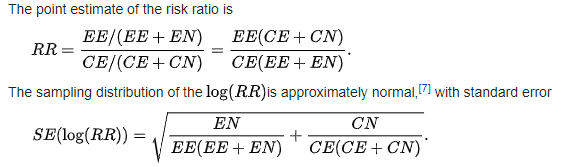 The point estimate of the risk ratio is
RR = EE/(EE + EN) / CE/(CE + CN) = EE(CE + CN) / CE(EE + EN) .
The sampling distribution of the log(RR)is approximately normal,[7] with standard error
SE(log(RR)) = √ EN / EE(EE + EN) + CN / CE(CE + CN) .